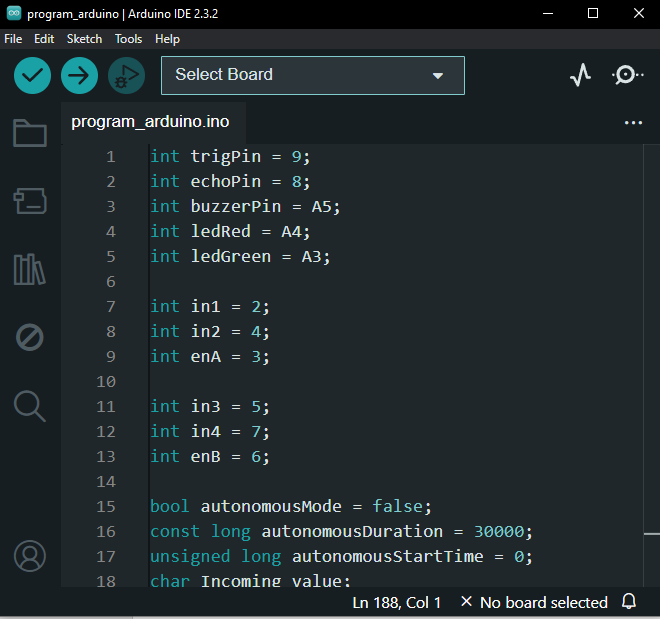 program_arduino | Arduino IDE 2.3.2
File Edit Sketch Tools Help
Select Board
program_arduino.ino
1 int trigPin = 9;
2 int echoPin = 8;
3 int buzzerPin = A5;
4 int ledRed = A4;
5 int ledGreen = A3;
6
7 int in1 = 2;
8 int in2 = 4;
9 int enA = 3;
10
11 int in3 = 5;
12 int in4 = 7;
13 int enB = 6;
14
15 bool autonomousMode = false;
16 const long autonomousDuration = 30000;
17 unsigned long autonomousStartTime = 0;
18 char Incoming_value;
Ln 188, Col 1 × No board selected